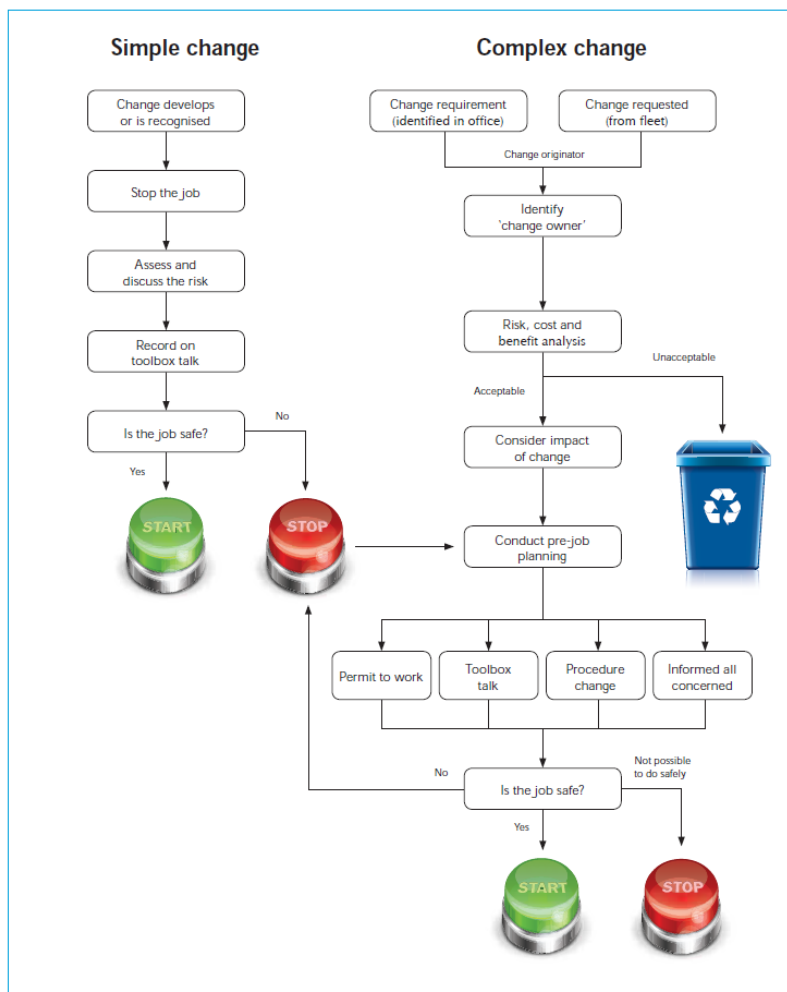 Simple change
Change develops
or is recognised
Stop the job
Assess and
discuss the risk
Record on
toolbox talk
Is the job safe?
No
Yes
START
STOP
Complex change
Change requirement
(identified in office)
Change requested
(from fleet)
Change originator
Identify
‘change owner’
Risk, cost and
benefit analysis
Unacceptable
Acceptable
Consider impact
of change
Conduct pre-job
planning
Permit to work
Toolbox
talk
Procedure
change
Informed all
concerned
Is the job safe?
No
Not possible
to do safely
Yes
START
STOP